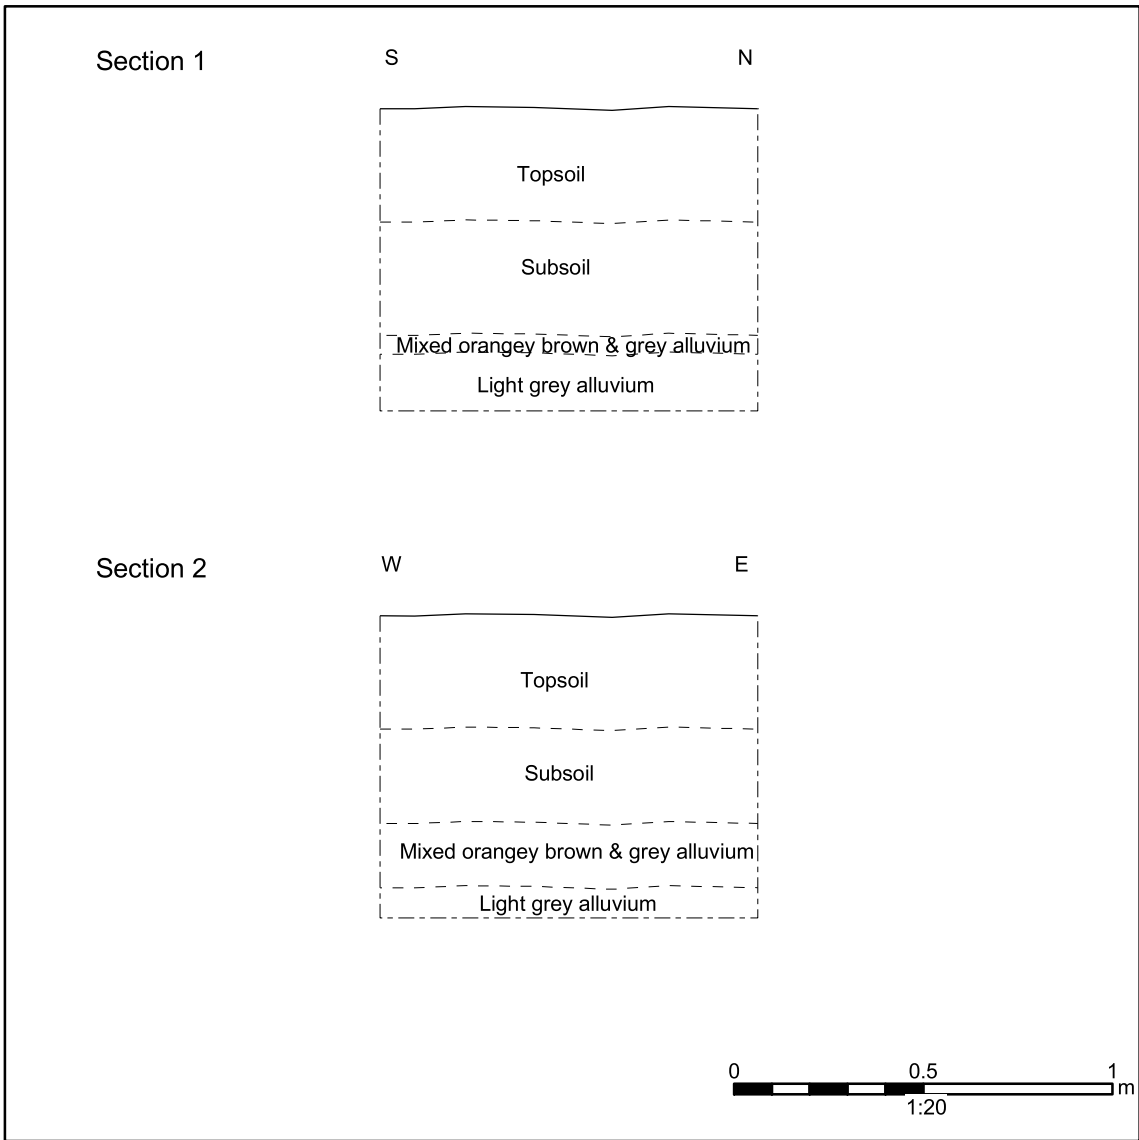 Section 1
S N
Topsoil
Subsoil
Mixed orangey brown & grey alluvium
Light grey alluvium
Section 2
W E
Topsoil
Subsoil
Mixed orangey brown & grey alluvium
Light grey alluvium
0 0.5 1
m
1:20